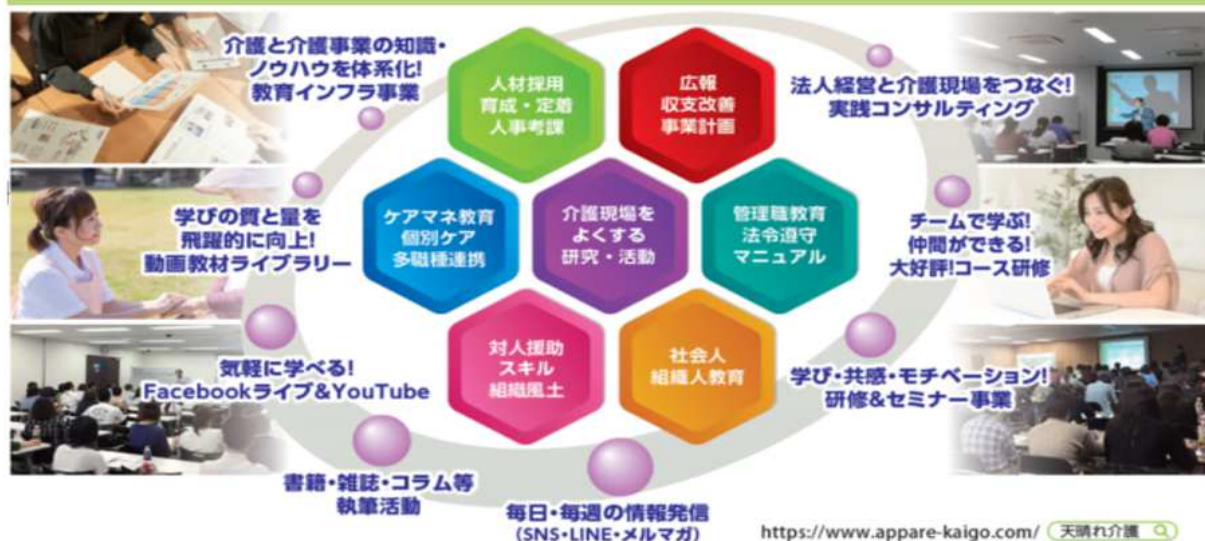 介護と介護事業の知識・
ノウハウを体系化!
教育インフラ事業
人材採用
育成・定着
人事考課
広報
収支改善
事業計画
法人経営と介護現場をつなぐ!
実践コンサルティング
学びの質と量を
飛躍的に向上!
動画教材ライブラリー
ケアマネ教育
個別ケア
多職種連携
介護現場を
よくする
研究・活動
管理職教育
法令遵守
マニュアル
チームで学ぶ!
仲間ができる!
大好評!コース研修
気軽に学べる!
Facebookライブ&YouTube
対人援助
スキル
組織風土
社会人
組織人教育
学び・共感・モチベーション!
研修&セミナー事業
書籍・雑誌・コラム等
執筆活動
毎日・毎週の情報発信
(SNS・LINE・メルマガ)
https://www.appare-kaigo.com/ 天晴れ介護